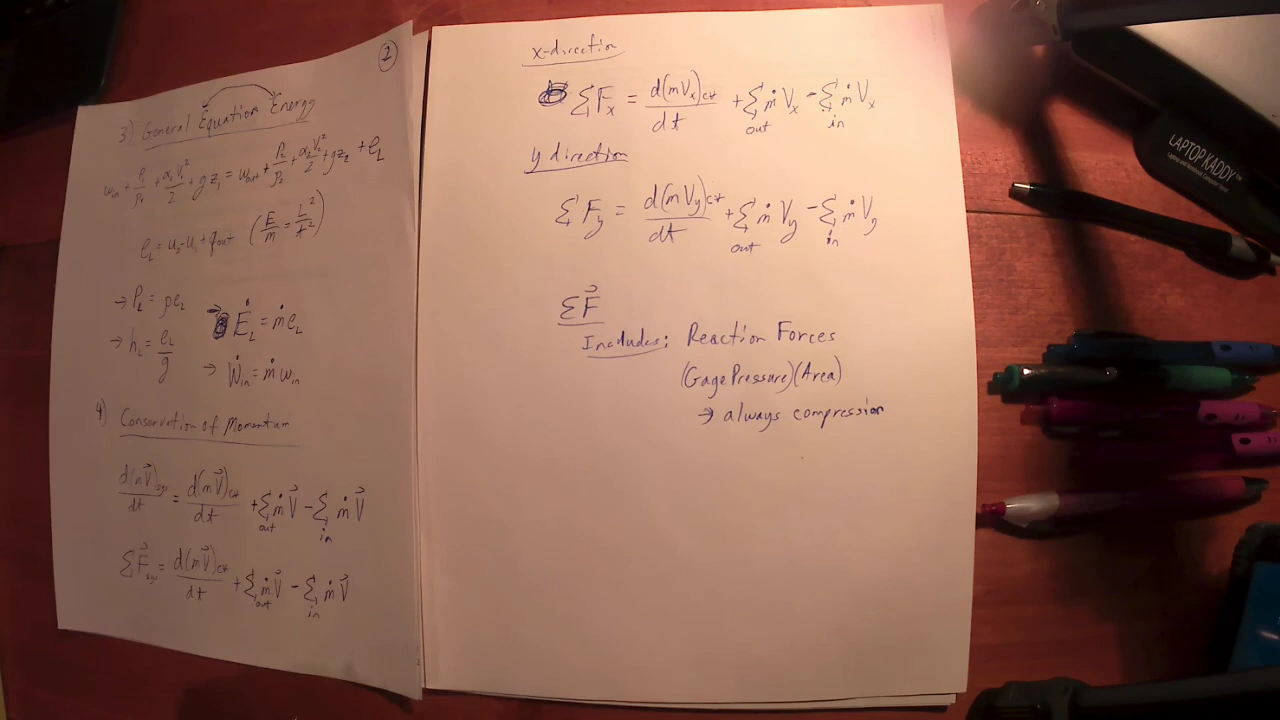 2
3) General Equation Energy
w_in + P₁/ρ₁ + α₁V₁²/2 + gz₁ = w_out + P₂/ρ₂ + α₂V₂²/2 + gz₂ + e_L
e_L = u₂-u₁+q_out (E/m = L²/t²)
→ P_L = ρe_L
→ Ė_L = ṁe_L
→ h_L = e_L/g
→ Ẇ_in = ṁ w_in
4) Conservation of Momentum
d(mV⃗)_sys/dt = d(mV⃗)_cv/dt + Σ_out ṁV⃗ - Σ_in ṁV⃗
ΣF⃗_sys = d(mV⃗)_cv/dt + Σ_out ṁV⃗ - Σ_in ṁV⃗
x-direction
ΣF_x = d(mV_x)_cv/dt + Σ_out ṁV_x - Σ_in ṁV_x
y direction
ΣF_y = d(mV_y)_cv/dt + Σ_out ṁV_y - Σ_in ṁV_y
ΣF⃗
Includes: Reaction Forces
(Gage Pressure)(Area)
→ always compression
LAPTOP KADDY™